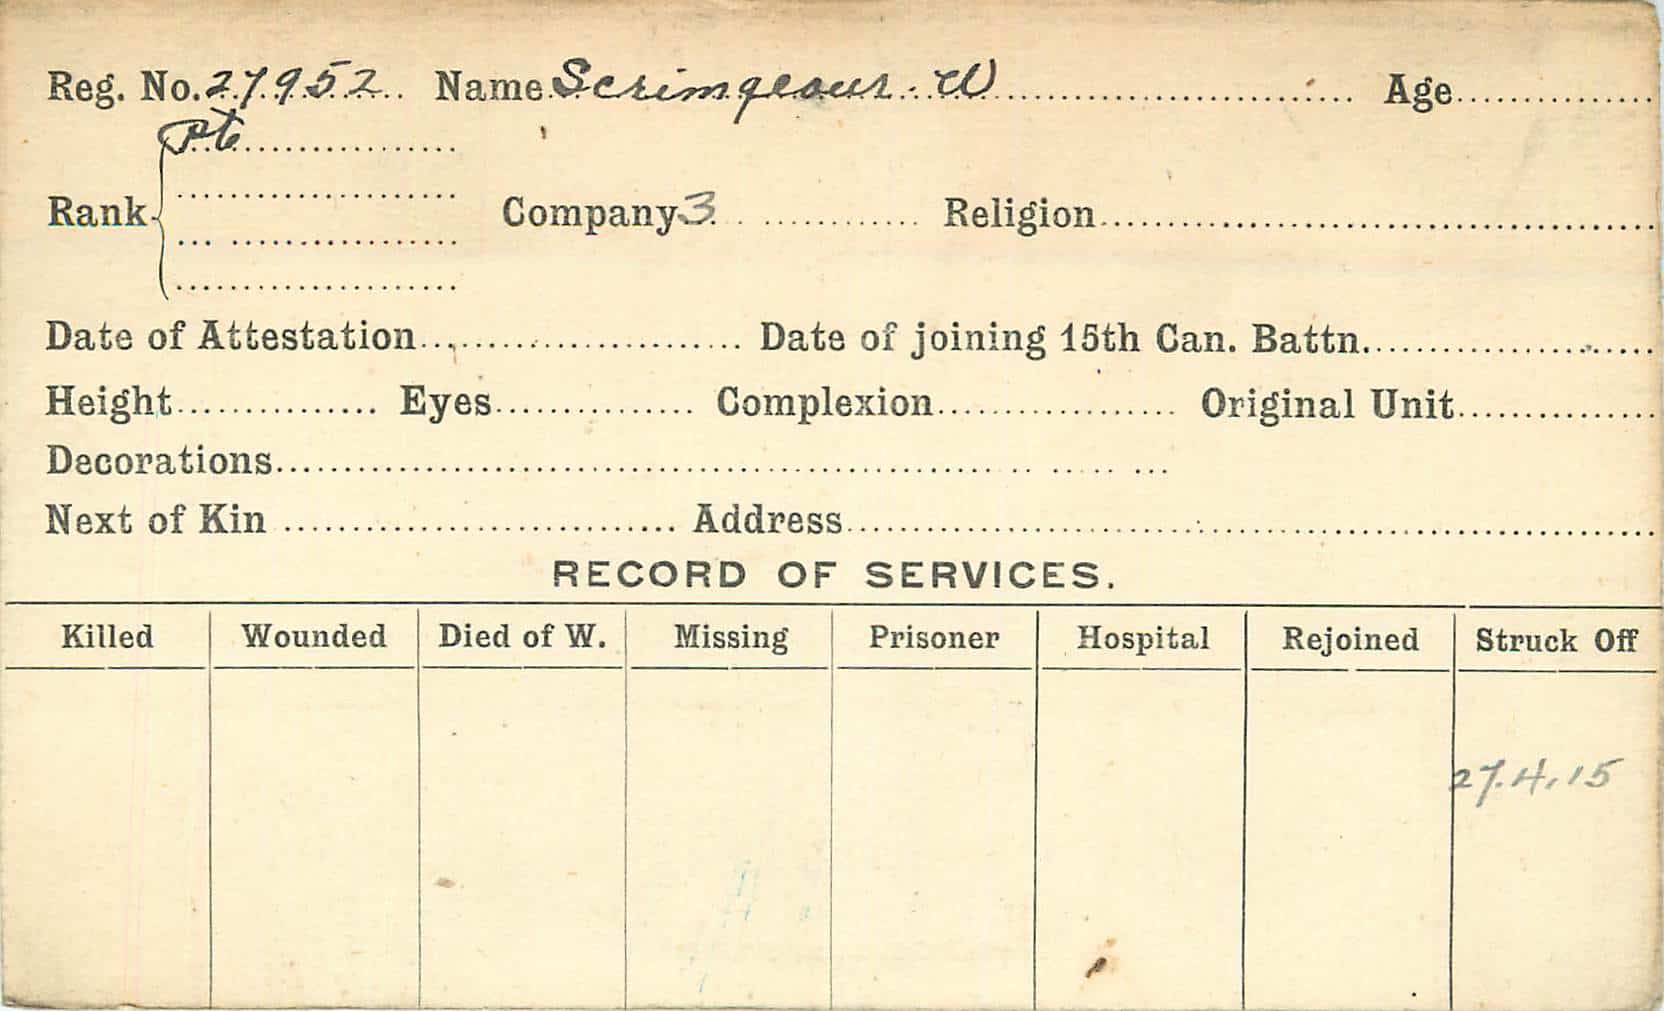 Reg. No. 27952 Name Scrimgeour. W Age
Pte
Rank Company 3 Religion
Date of Attestation Date of joining 15th Can. Battn.
Height Eyes Complexion Original Unit
Decorations
Next of Kin Address
RECORD OF SERVICES.
Killed Wounded Died of W. Missing Prisoner Hospital Rejoined Struck Off
27.4.15